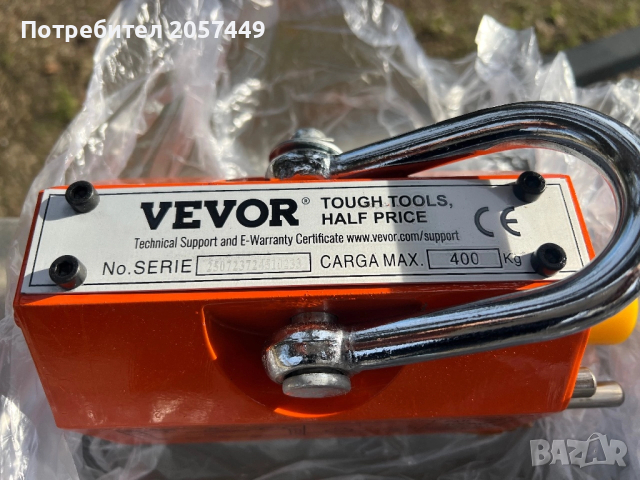 Потребител 2057449
VEVOR® TOUGH TOOLS,
HALF PRICE
Technical Support and E-Warranty Certificate www.vevor.com/support
CE
No.SERIE CARGA MAX. 400 Kg
BAZAR